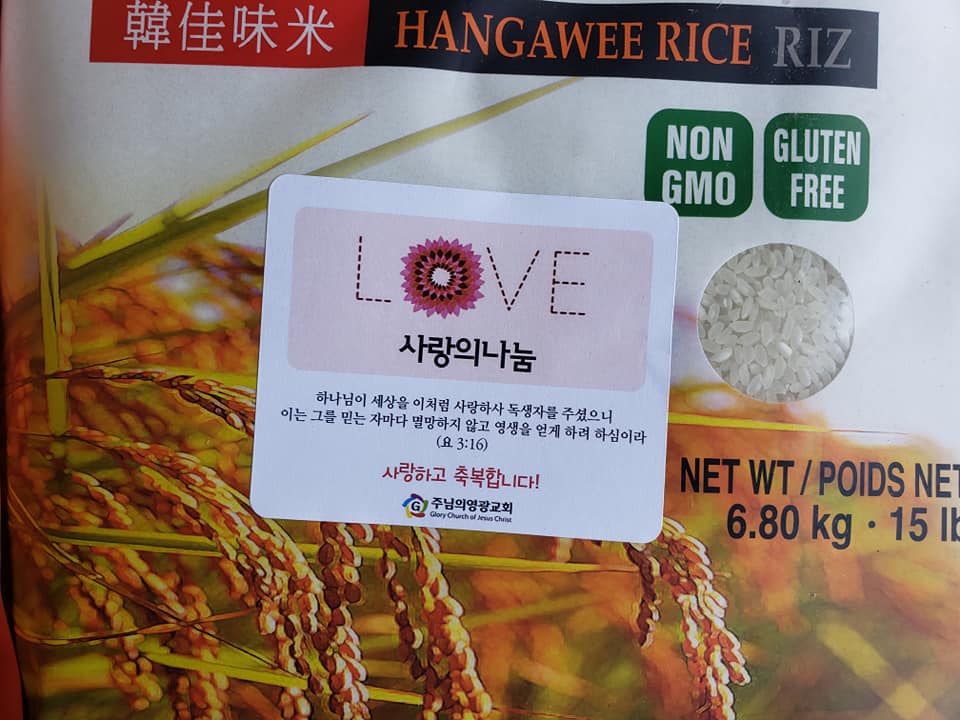 韓佳味米 HANGAWEE RICE RIZ
NON
GMO
GLUTEN
FREE
LOVE
사랑의나눔
하나님이 세상을 이처럼 사랑하사 독생자를 주셨으니
이는 그를 믿는 자마다 멸망하지 않고 영생을 얻게 하려 하심이라
(요 3:16)
사랑하고 축복합니다!
G 주님의영광교회
Glory Church of Jesus Christ
NET WT / POIDS NET
6.80 kg · 15 lb